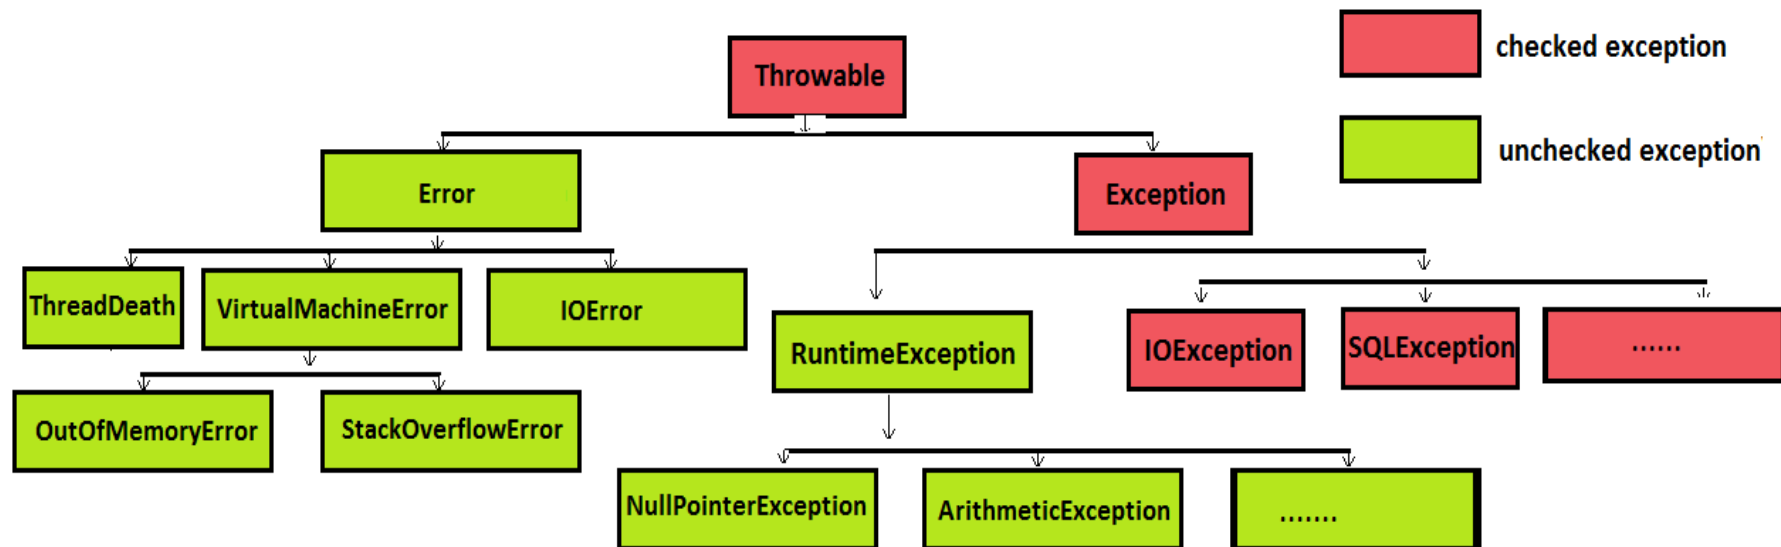 Throwable
checked exception
unchecked exception
Error
Exception
ThreadDeath
VirtualMachineError
IOError
RuntimeException
IOException
SQLException
......
OutOfMemoryError
StackOverflowError
NullPointerException
ArithmeticException
.......